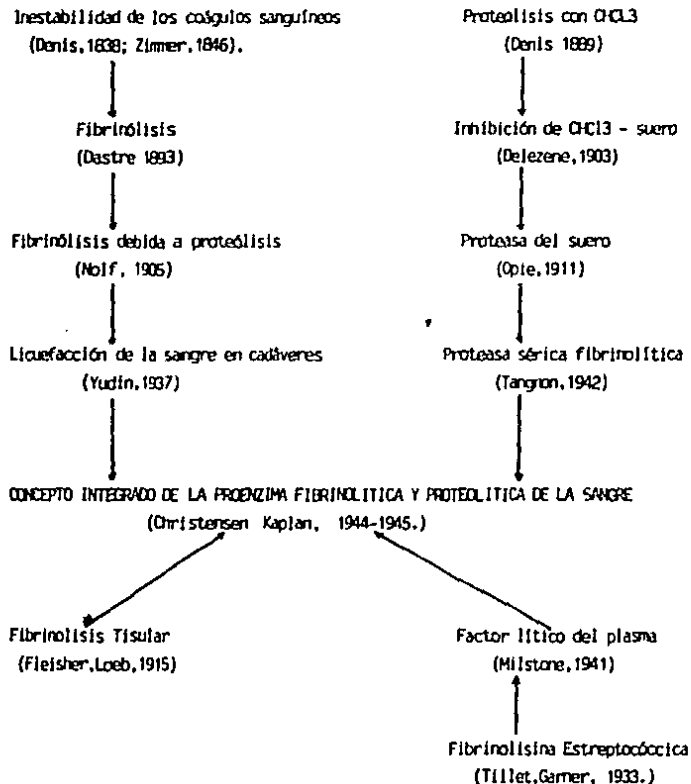 Inestabilidad de los coágulos sanguíneos
(Denis,1838; Zimmer,1846).
Proteolisis con CHCL3
(Denis 1889)
Fibrinólisis
(Dastre 1893)
Inhibición de CHCl3 - suero
(Delezene,1903)
Fibrinólisis debida a proteólisis
(Nolf, 1905)
Proteasa del suero
(Opie,1911)
Licuefacción de la sangre en cadáveres
(Yudin,1937)
Proteasa sérica fibrinolítica
(Tangnon,1942)
CONCEPTO INTEGRADO DE LA PROENZIMA FIBRINOLITICA Y PROTEOLITICA DE LA SANGRE
(Christensen Kaplan, 1944-1945.)
Fibrinolisis Tisular
(Fleisher,Loeb,1915)
Factor lítico del plasma
(Milstone,1941)
Fibrinolisina Estreptocóccica
(Tillet,Garner, 1933.)